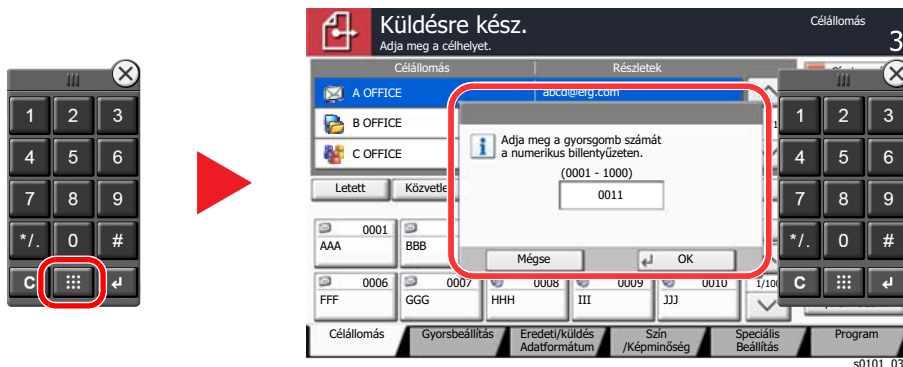 1 2 3
4 5 6
7 8 9
*/. 0 #
C
Küldésre kész.
Adja meg a célhelyet.
Célállomás
3
Célállomás Részletek
A OFFICE abcd@erg.com
B OFFICE
C OFFICE
Adja meg a gyorsgomb számát
a numerikus billentyűzeten.
(0001 - 1000)
0011
Mégse OK
Letett
0001
AAA BBB
0006 0007 0008 0009 0010
FFF GGG HHH III JJJ
1 2 3
4 5 6
7 8 9
*/. 0 #
C
Célállomás Gyorsbeállítás Eredeti/küldés Szín Speciális Program
Adatformátum /Képminőség Beállítás
s0101_03